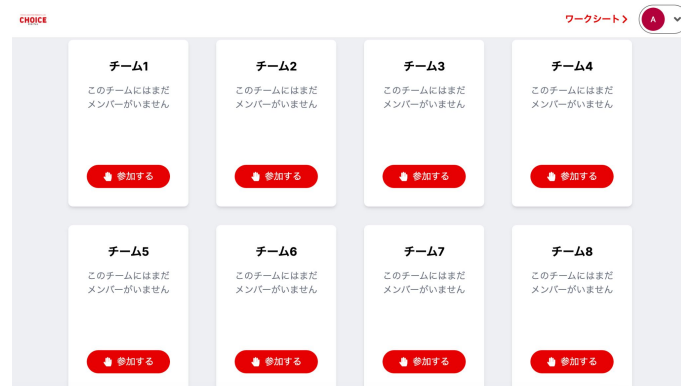 CHOICE
ワークシート
A
チーム1
このチームにはまだ
メンバーがいません
参加する
チーム2
このチームにはまだ
メンバーがいません
参加する
チーム3
このチームにはまだ
メンバーがいません
参加する
チーム4
このチームにはまだ
メンバーがいません
参加する
チーム5
このチームにはまだ
メンバーがいません
参加する
チーム6
このチームにはまだ
メンバーがいません
参加する
チーム7
このチームにはまだ
メンバーがいません
参加する
チーム8
このチームにはまだ
メンバーがいません
参加する